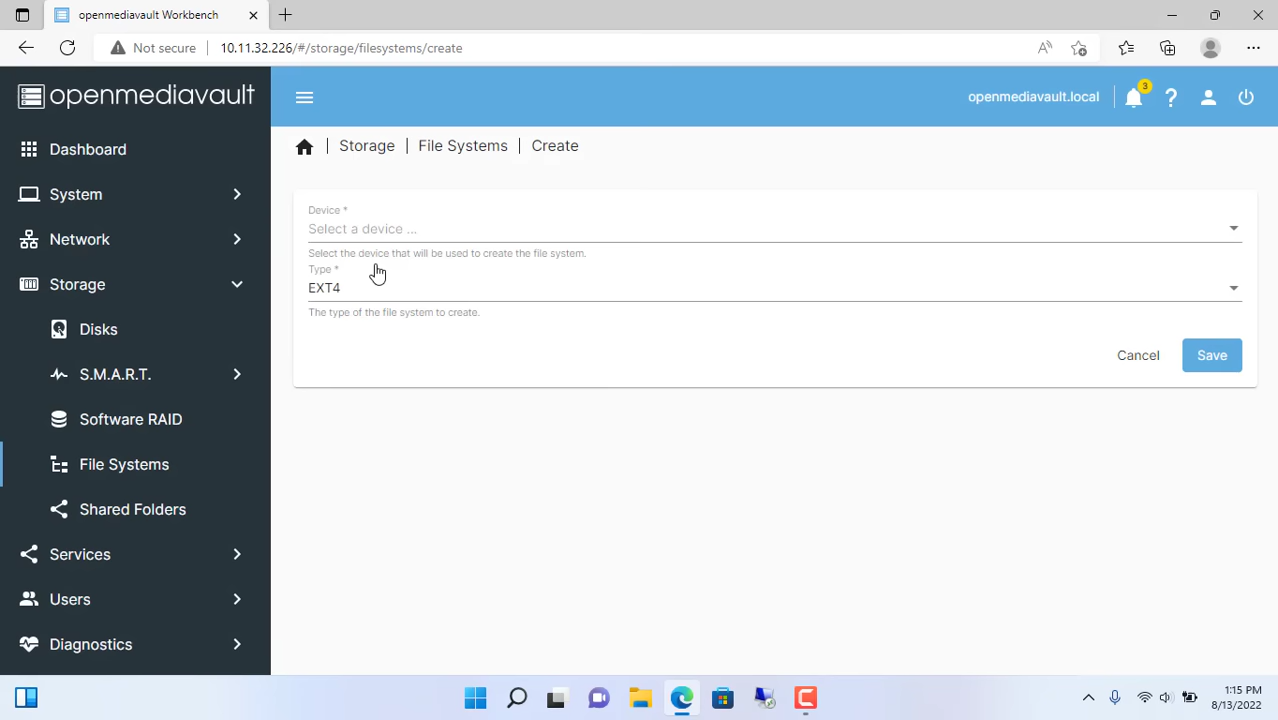 openmediavault Workbench
Not secure
10.11.32.226/#/storage/filesystems/create
openmediavault
openmediavault.local
3
Dashboard
System
Network
Storage
Disks
S.M.A.R.T.
Software RAID
File Systems
Shared Folders
Services
Users
Diagnostics
Storage | File Systems | Create
Device *
Select a device ...
Select the device that will be used to create the file system.
Type *
EXT4
The type of the file system to create.
Cancel
Save
1:15 PM
8/13/2022